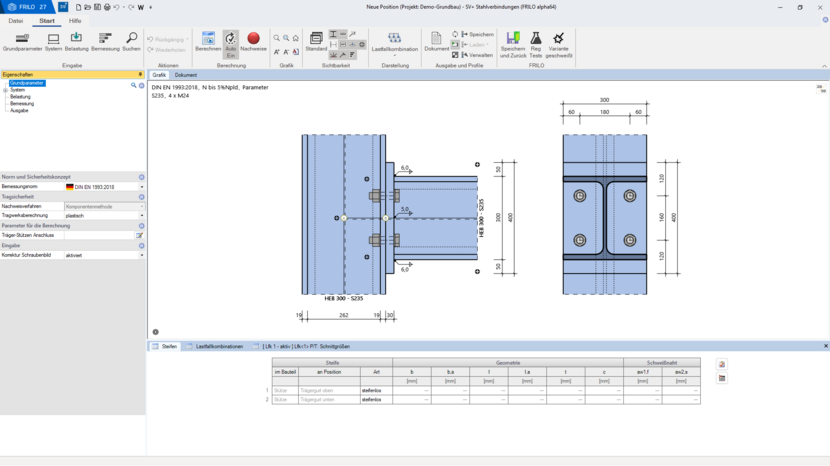 FRILO 27
Neue Position (Projekt: Demo-Grundbau) - SV+ Stahlverbindungen (FRILO alpha64)
Datei Start Hilfe
Grundparameter System Belastung Bemessung Suchen
Rückgängig
Wiederholen
Berechnen Auto Ein Nachweise
Standard
Lastfallkombination
Dokument Speichern Laden Verwalten
Speichern und Zurück
Reg Tests
Variante geschweißt
Eingabe Aktionen Berechnung Grafik Sichtbarkeit Darstellung Ausgabe und Profile FRILO
Eigenschaften
Grundparameter
System
Belastung
Bemessung
Ausgabe
Norm und Sicherheitskonzept
Bemessungsnorm DIN EN 1993:2018
Tragsicherheit
Nachweisverfahren Komponentenmethode
Tragwerksberechnung plastisch
Parameter für die Berechnung
Träger-Stützen Anschluss
Eingabe
Korrektur Schraubenbild aktiviert
Grafik Dokument
DIN EN 1993:2018, N bis 5%Npld, Parameter
S235, 4 x M24
300
60 180 60
6,0
5,0
6,0
50
300
50
400
HEB 300 - S235
120
160
120
400
HEB 300 - S235
19 262 19 30
Steifen Lastfallkombinationen
Steife Geometrie Schweißnaht
im Bauteil an Position Art b b,a l l,a t c aw1,f aw2,s
[mm] [mm] [mm] [mm] [mm] [mm] [mm] [mm]
1 Stütze Trägergurt oben steifenlos --- --- --- --- --- --- --- ---
2 Stütze Trägergurt unten steifenlos --- --- --- --- --- --- --- ---